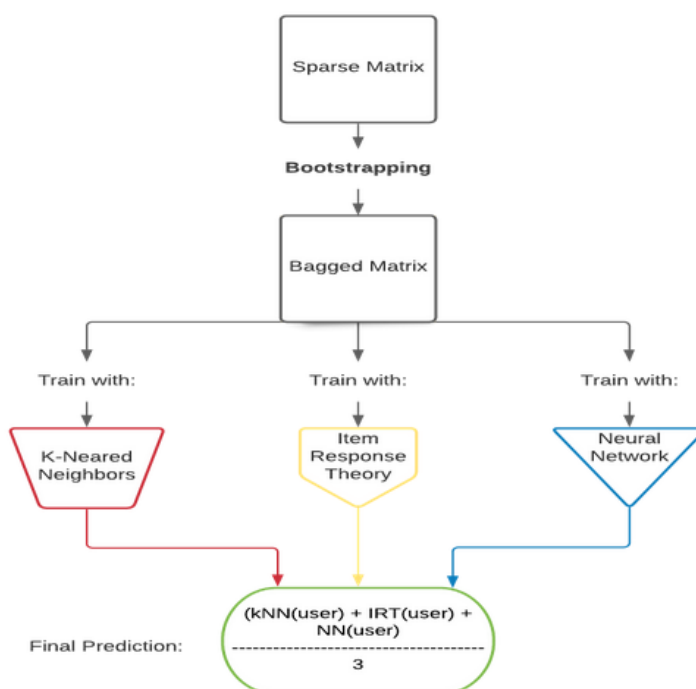 Sparse Matrix
Bootstrapping
Bagged Matrix
Train with:
Train with:
Train with:
K-Neared
Neighbors
Item
Response
Theory
Neural
Network
Final Prediction:
(kNN(user) + IRT(user) +
NN(user)
--------------------------------------
3